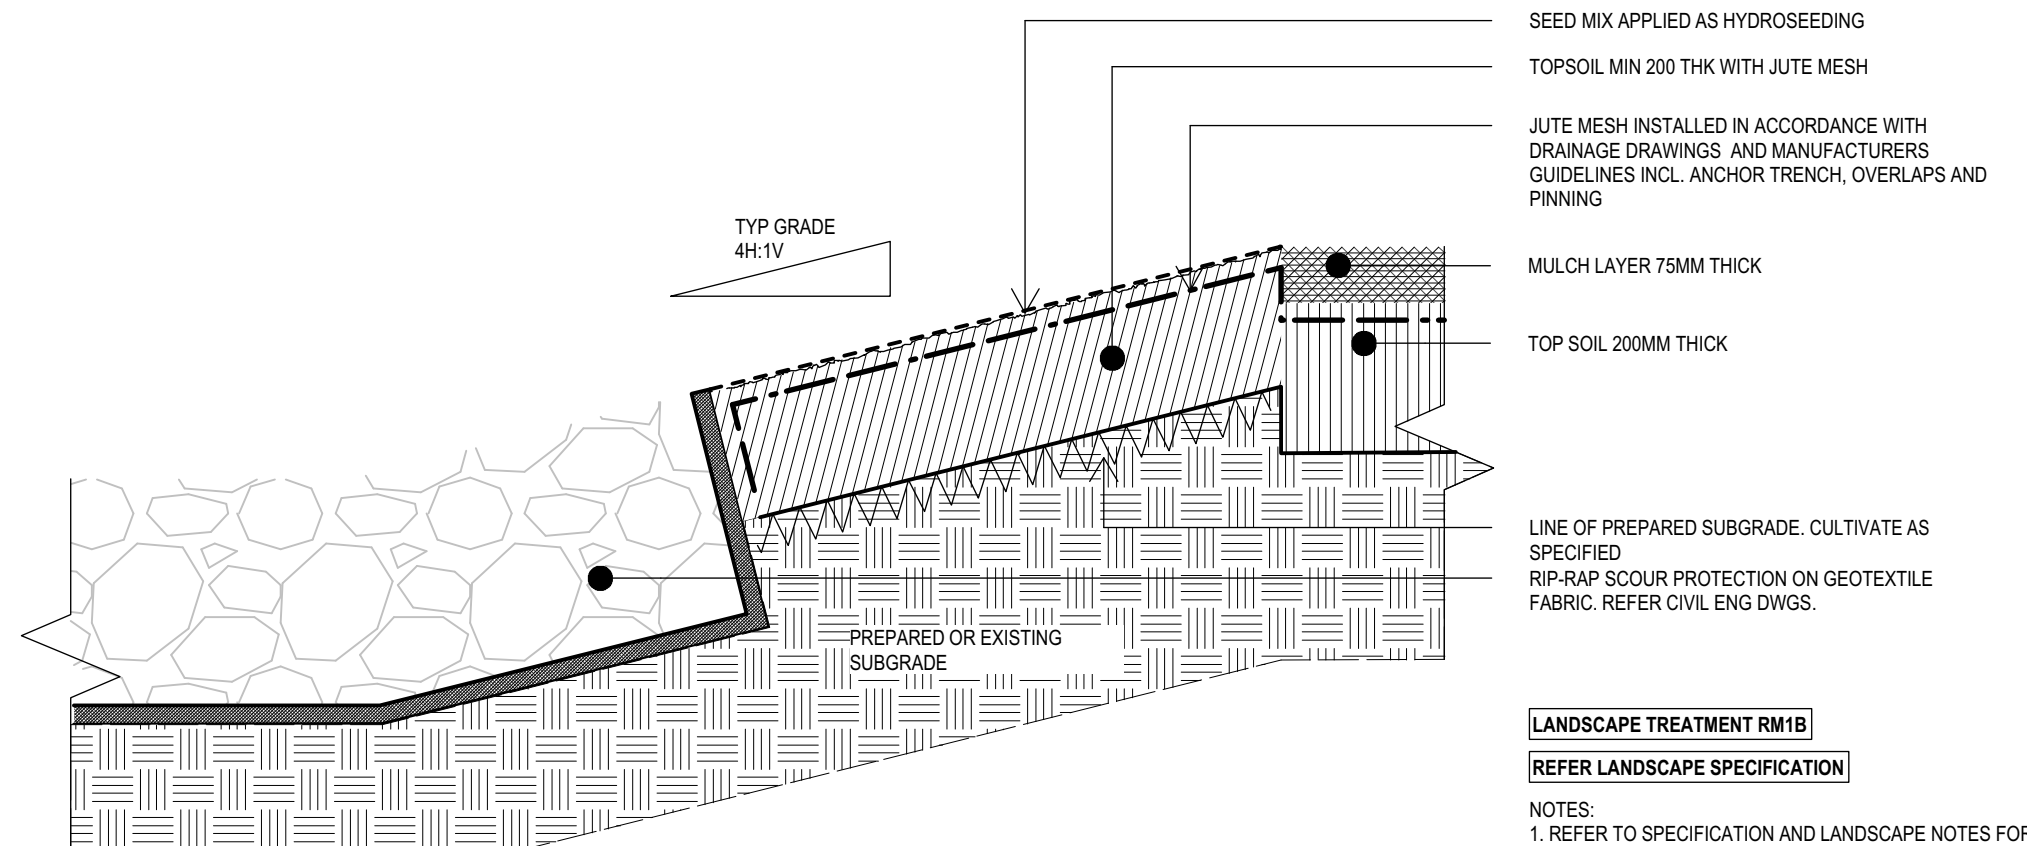 SEED MIX APPLIED AS HYDROSEEDING
TOPSOIL MIN 200 THK WITH JUTE MESH
JUTE MESH INSTALLED IN ACCORDANCE WITH
DRAINAGE DRAWINGS AND MANUFACTURERS
GUIDELINES INCL. ANCHOR TRENCH, OVERLAPS AND
PINNING
TYP GRADE
4H:1V
MULCH LAYER 75MM THICK
TOP SOIL 200MM THICK
LINE OF PREPARED SUBGRADE. CULTIVATE AS
SPECIFIED
RIP-RAP SCOUR PROTECTION ON GEOTEXTILE
FABRIC. REFER CIVIL ENG DWGS.
PREPARED OR EXISTING
SUBGRADE
LANDSCAPE TREATMENT RM1B
REFER LANDSCAPE SPECIFICATION
NOTES:
1. REFER TO SPECIFICATION AND LANDSCAPE NOTES FOR